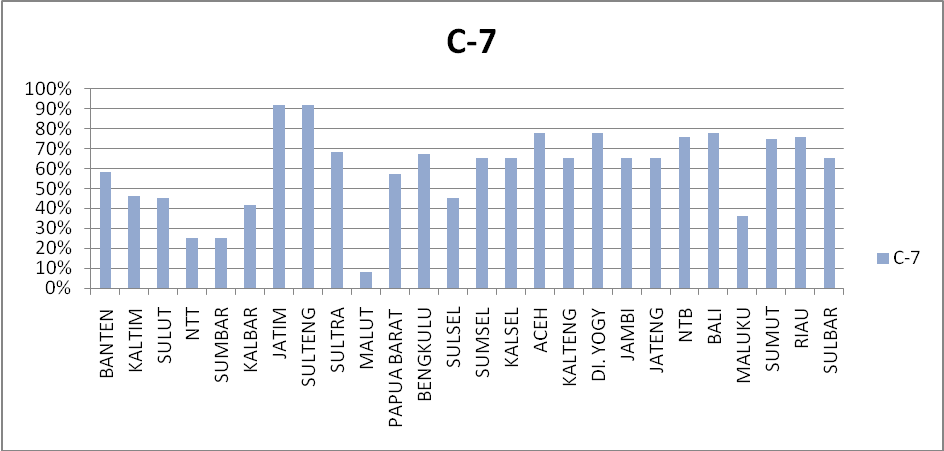 C-7
100%
90%
80%
70%
60%
50%
40%
30%
20%
10%
0%
BANTEN
KALTIM
SULUT
NTT
SUMBAR
KALBAR
JATIM
SULTENG
SULTRA
MALUT
PAPUA BARAT
BENGKULU
SULSEL
SUMSEL
KALSEL
ACEH
KALTENG
DI. YOGY
JAMBI
JATENG
NTB
BALI
MALUKU
SUMUT
RIAU
SULBAR
C-7